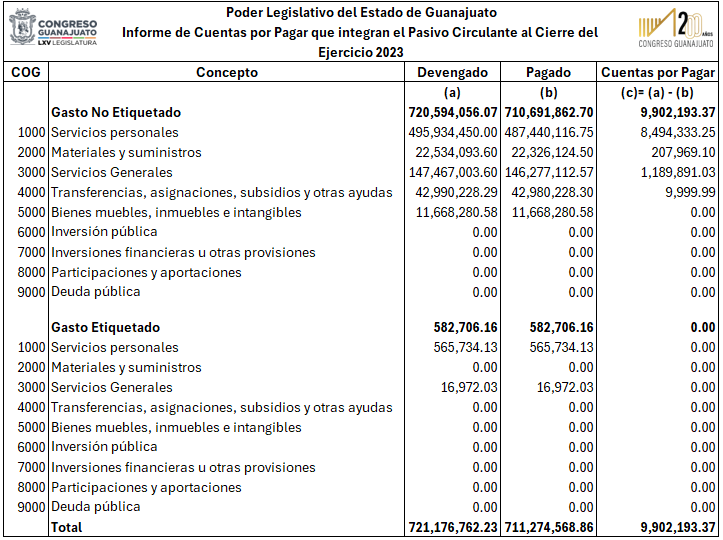 CONGRESO
GUANAJUATO
LXV LEGISLATURA
Poder Legislativo del Estado de Guanajuato
Informe de Cuentas por Pagar que integran el Pasivo Circulante al Cierre del
Ejercicio 2023
200 AÑOS
CONGRESO GUANAJUATO
COG Concepto Devengado Pagado Cuentas por Pagar
(a) (b) (c)= (a) - (b)
Gasto No Etiquetado 720,594,056.07 710,691,862.70 9,902,193.37
1000 Servicios personales 495,934,450.00 487,440,116.75 8,494,333.25
2000 Materiales y suministros 22,534,093.60 22,326,124.50 207,969.10
3000 Servicios Generales 147,467,003.60 146,277,112.57 1,189,891.03
4000 Transferencias, asignaciones, subsidios y otras ayudas 42,990,228.29 42,980,228.30 9,999.99
5000 Bienes muebles, inmuebles e intangibles 11,668,280.58 11,668,280.58 0.00
6000 Inversión pública 0.00 0.00 0.00
7000 Inversiones financieras u otras provisiones 0.00 0.00 0.00
8000 Participaciones y aportaciones 0.00 0.00 0.00
9000 Deuda pública 0.00 0.00 0.00
Gasto Etiquetado 582,706.16 582,706.16 0.00
1000 Servicios personales 565,734.13 565,734.13 0.00
2000 Materiales y suministros 0.00 0.00 0.00
3000 Servicios Generales 16,972.03 16,972.03 0.00
4000 Transferencias, asignaciones, subsidios y otras ayudas 0.00 0.00 0.00
5000 Bienes muebles, inmuebles e intangibles 0.00 0.00 0.00
6000 Inversión pública 0.00 0.00 0.00
7000 Inversiones financieras u otras provisiones 0.00 0.00 0.00
8000 Participaciones y aportaciones 0.00 0.00 0.00
9000 Deuda pública 0.00 0.00 0.00
Total 721,176,762.23 711,274,568.86 9,902,193.37